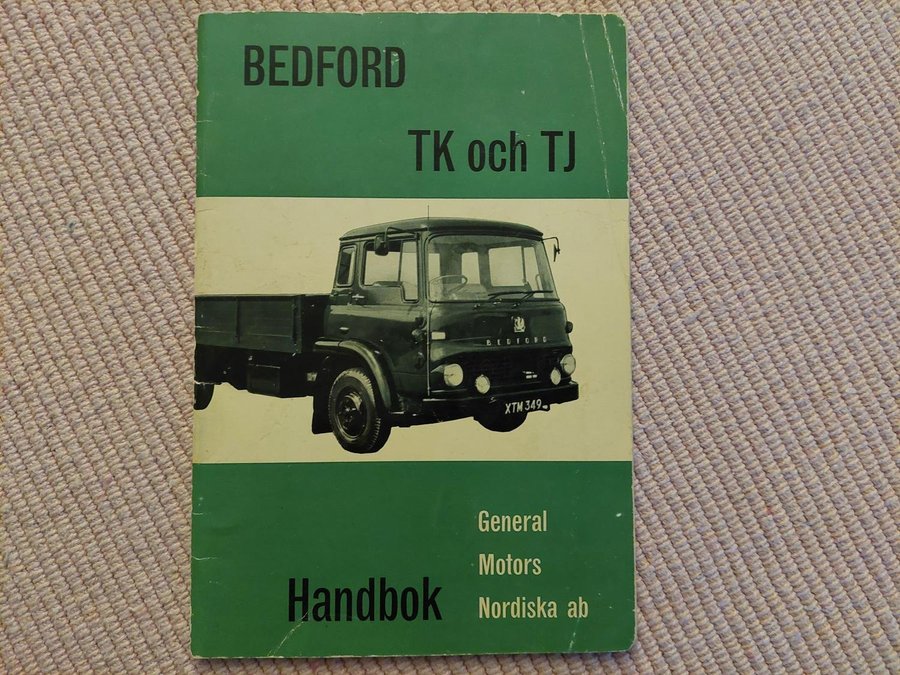 BEDFORD
TK och TJ
BEDFORD
XTM 349
General
Motors
Nordiska ab
Handbok